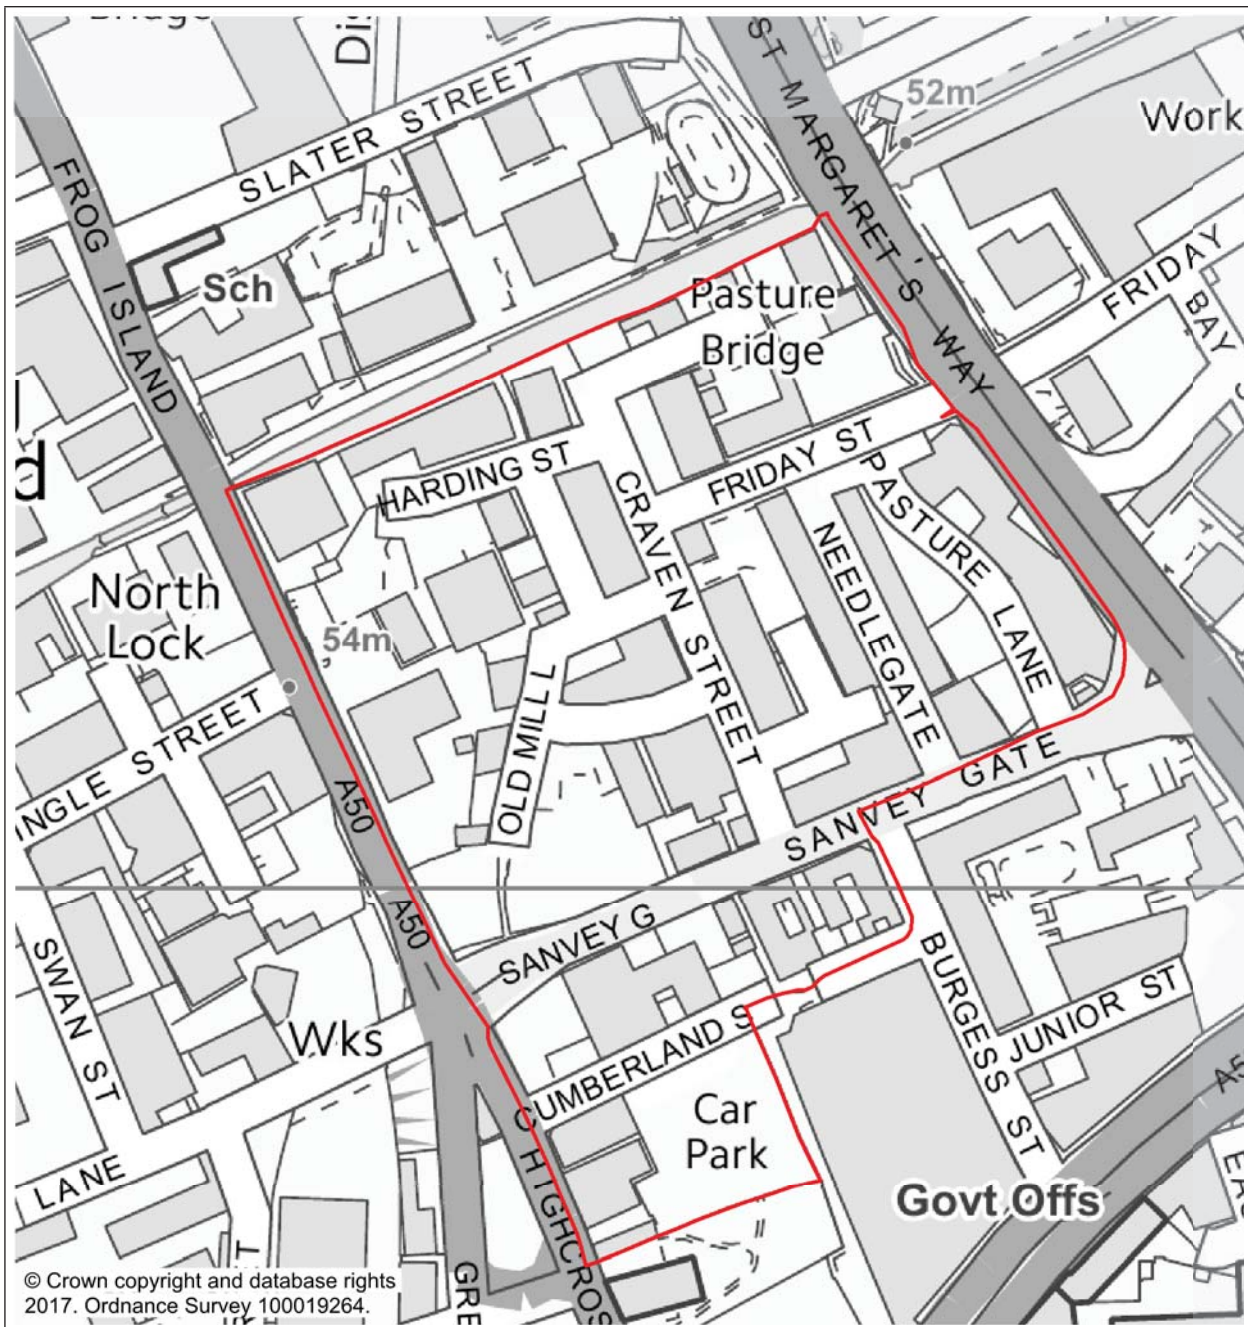 Bridge
SLATER STREET
ST MARGARET'S WAY
52m
Work
FROG ISLAND
Sch
Pasture
Bridge
FRIDAY
BAY
d
HARDING ST
FRIDAY ST
CRAVEN STREET
PASTURE LANE
NEEDLEGATE
North
Lock
54m
INGLE STREET
OLD MILL L
A50
SANVEY GATE
A50
SANVEY G
SWAN ST
BURGESS ST
JUNIOR ST
Wks
CUMBERLAND S
Car
Park
LANE
HIGHCROS
Govt Offs
A5
GRE
© Crown copyright and database rights
2017. Ordnance Survey 100019264.